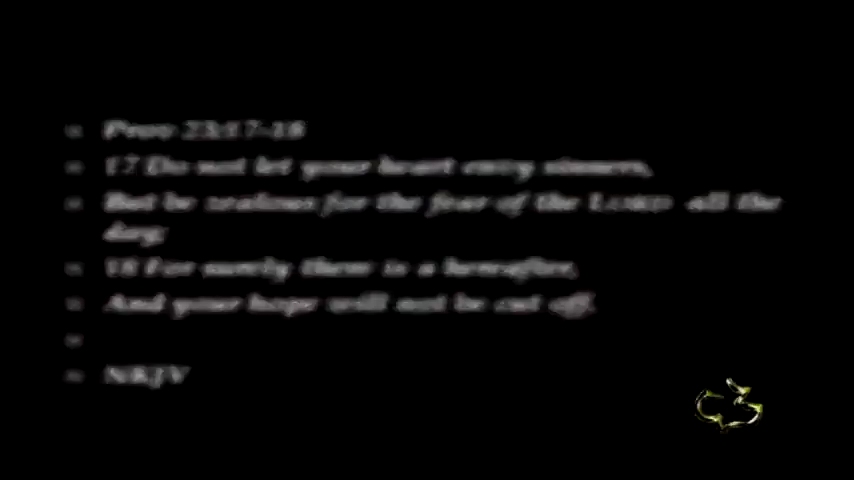 Prov 23:17-18
17 Do not let your heart envy sinners,
But be zealous for the fear of the LORD all the
day;
18 For surely there is a hereafter,
And your hope will not be cut off.
NKJV
C3